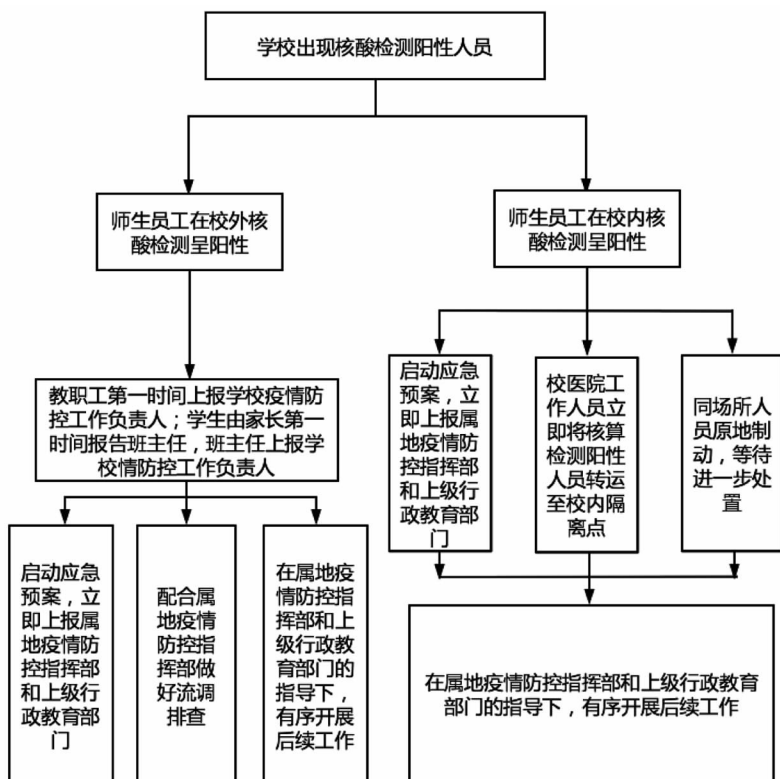 学校出现核酸检测阳性人员
师生员工在校外核
酸检测呈阳性
师生员工在校内核
酸检测呈阳性
教职工第一时间上报学校疫情防
控工作负责人；学生由家长第一
时间报告班主任，班主任上报学
校情防控工作负责人
启动应急
预案，立
即上报属
地疫情防
控指挥部
和上级行
政教育部
门
配合属
地疫情
防控指
挥部做
好流调
排查
在属地疫
情防控指
挥部和上
级行政教
育部门的
指导下，
有序开展
后续工作
启动应急
预案，立
即上报属
地疫情防
控指挥部
和上级行
政教育部
门
校医院工
作人员立
即将核算
检测阳性
人员转运
至校内隔
离点
同场所人
员原地制
动，等待
进一步处
置
在属地疫情防控指挥部和上级行政教育
部门的指导下，有序开展后续工作